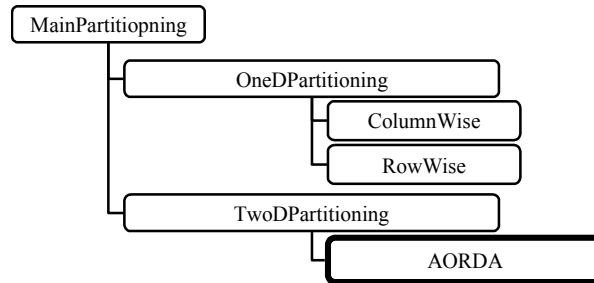 MainPartitiopning
OneDPartitioning
ColumnWise
RowWise
TwoDPartitioning
AORDA